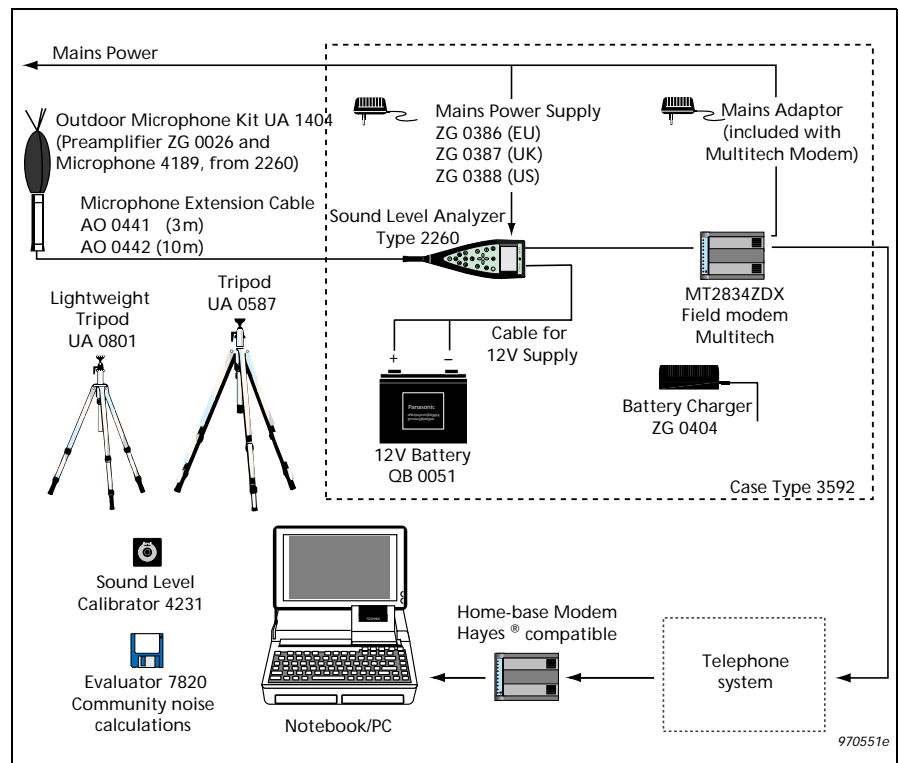 Mains Power
Outdoor Microphone Kit UA 1404
(Preamplifier ZG 0026 and
Microphone 4189, from 2260)
Microphone Extension Cable
AO 0441 (3m)
AO 0442 (10m)
Mains Power Supply
ZG 0386 (EU)
ZG 0387 (UK)
ZG 0388 (US)
Mains Adaptor
(included with
Multitech Modem)
Sound Level Analyzer
Type 2260
MT2834ZDX
Field modem
Multitech
Lightweight
Tripod
UA 0801
Tripod
UA 0587
Cable for
12V Supply
+ –
Panasonic
12V Battery
QB 0051
Battery Charger
ZG 0404
Case Type 3592
Sound Level
Calibrator 4231
Evaluator 7820
Community noise
calculations
TOSHIBA
Notebook/PC
Home-base Modem
Hayes ® compatible
Telephone
system
970551e